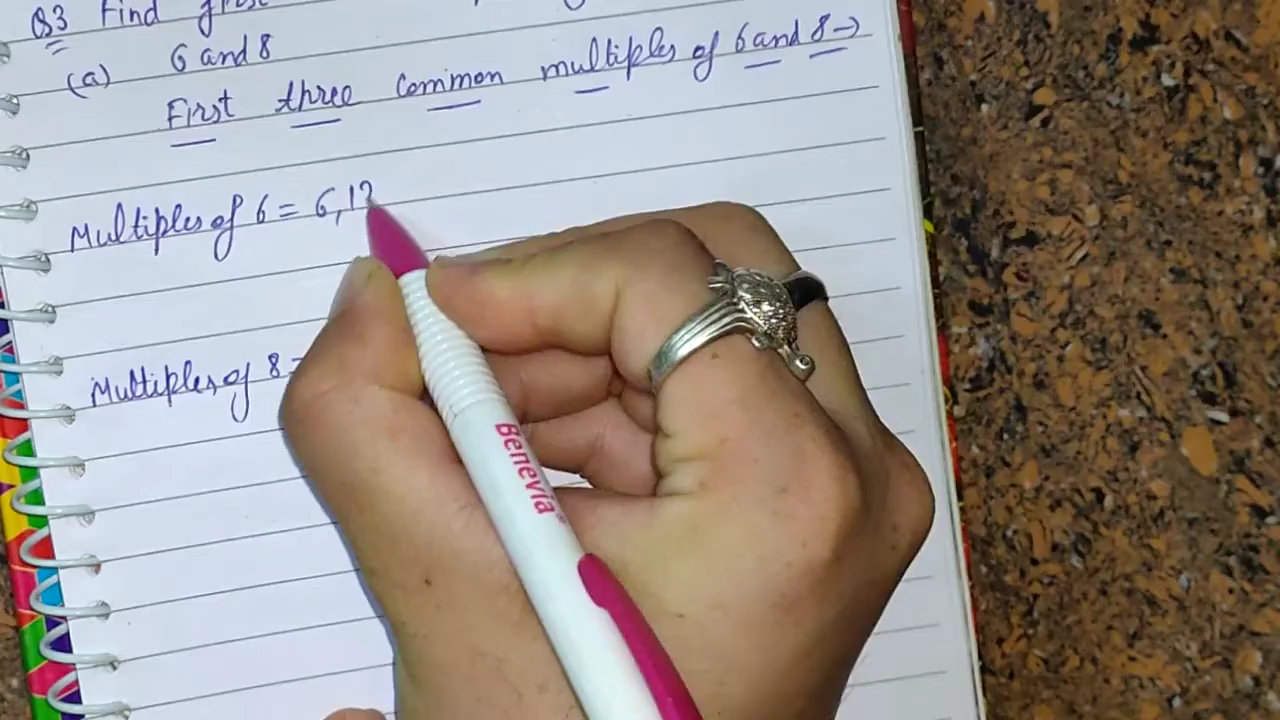 Q3 Find first
(a) 6 and 8
First three common multiples of 6 and 8→
Multiples of 6 = 6, 12
Multiples of 8 =
Benevia